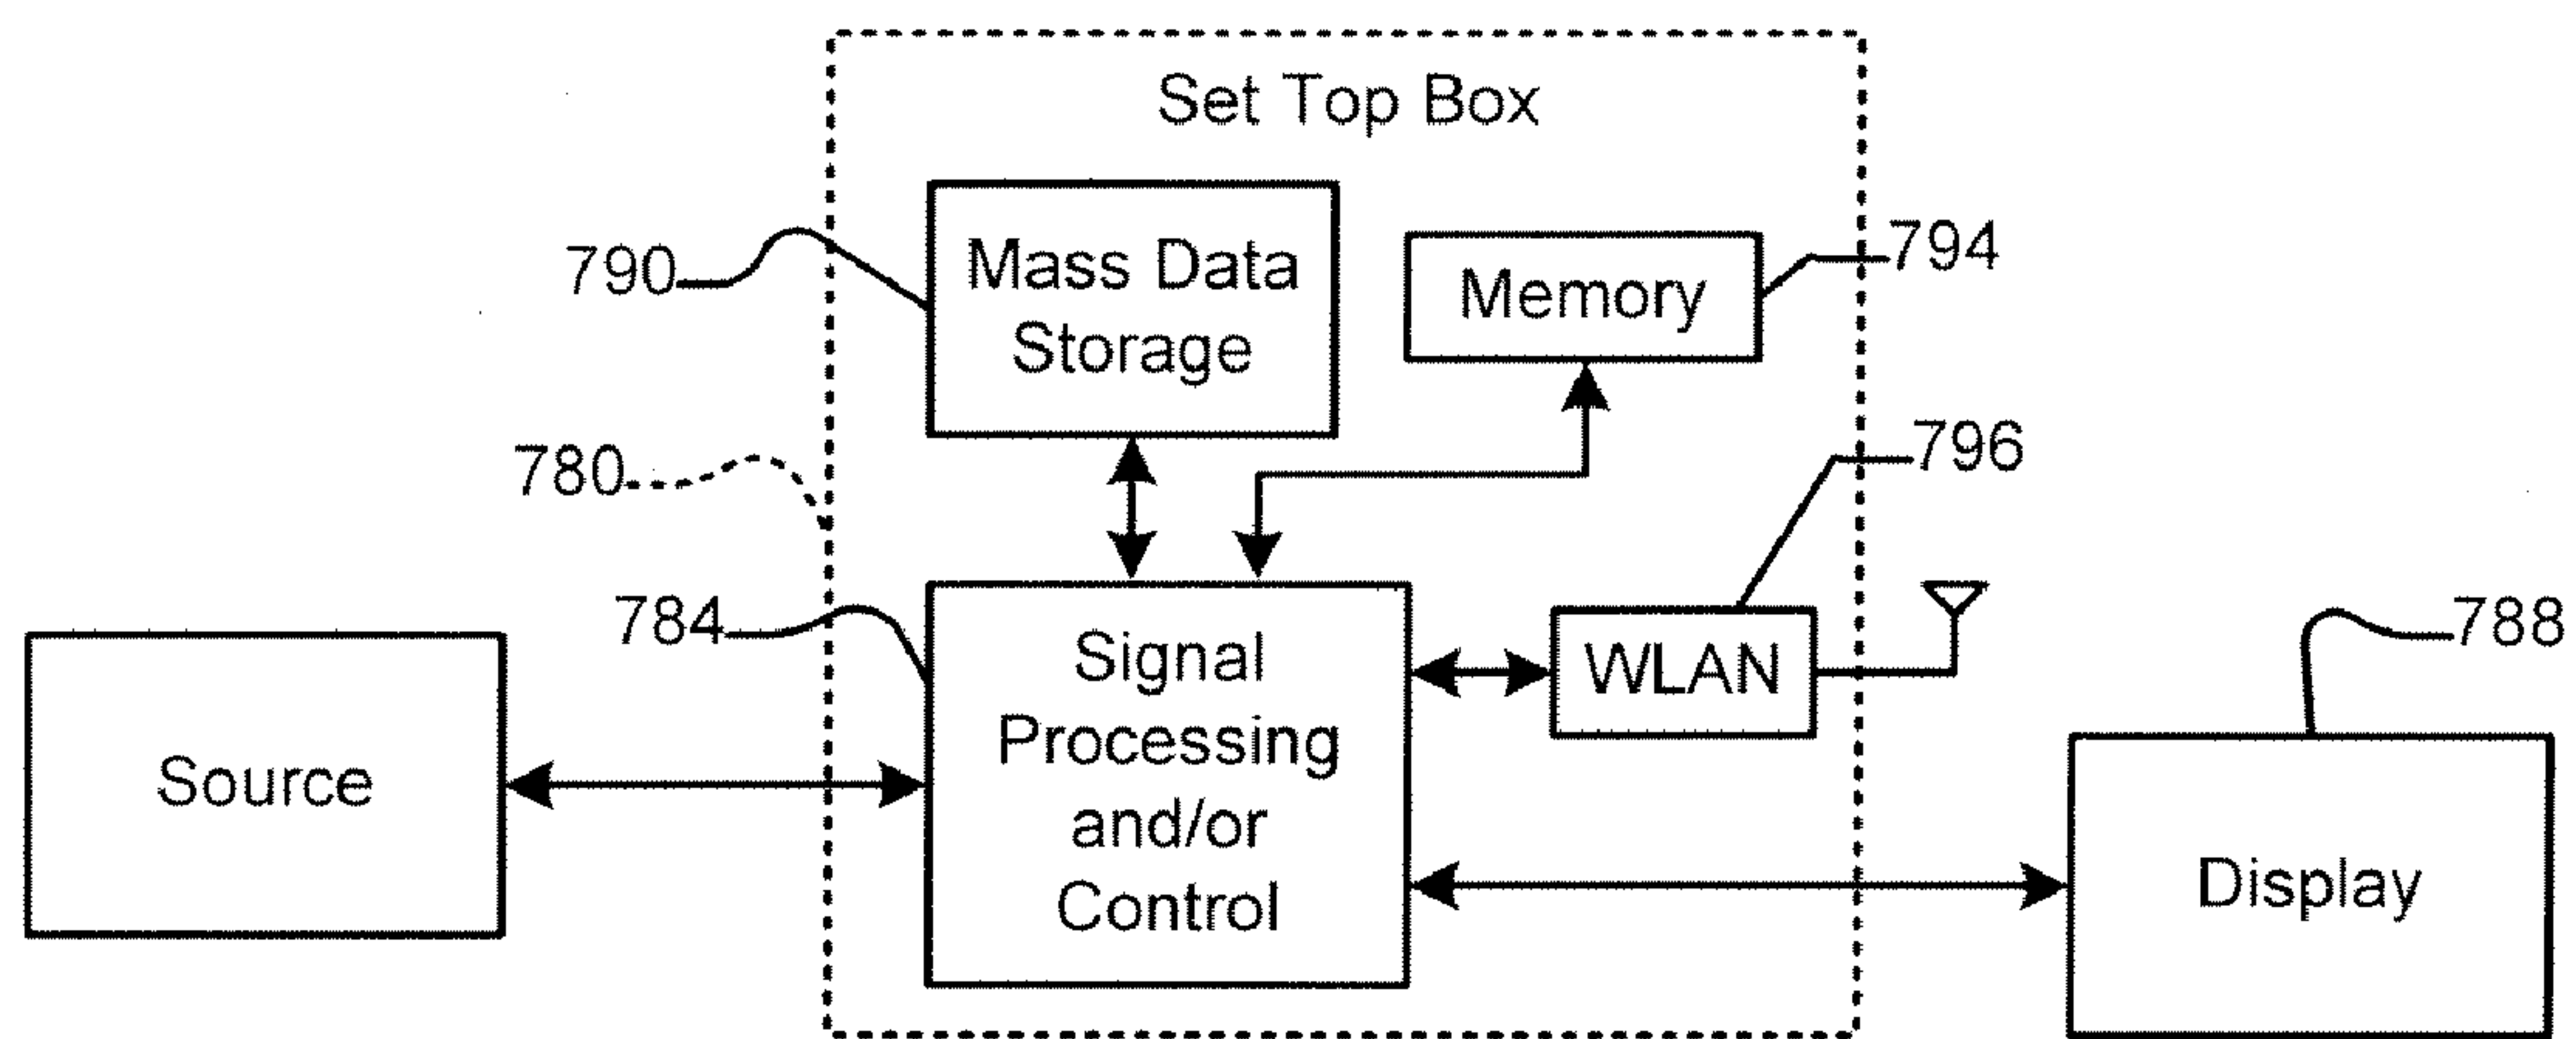 Set Top Box
790
Mass Data
Storage
Memory
794
780
796
784
Signal
Processing
and/or
Control
WLAN
788
Source
Display